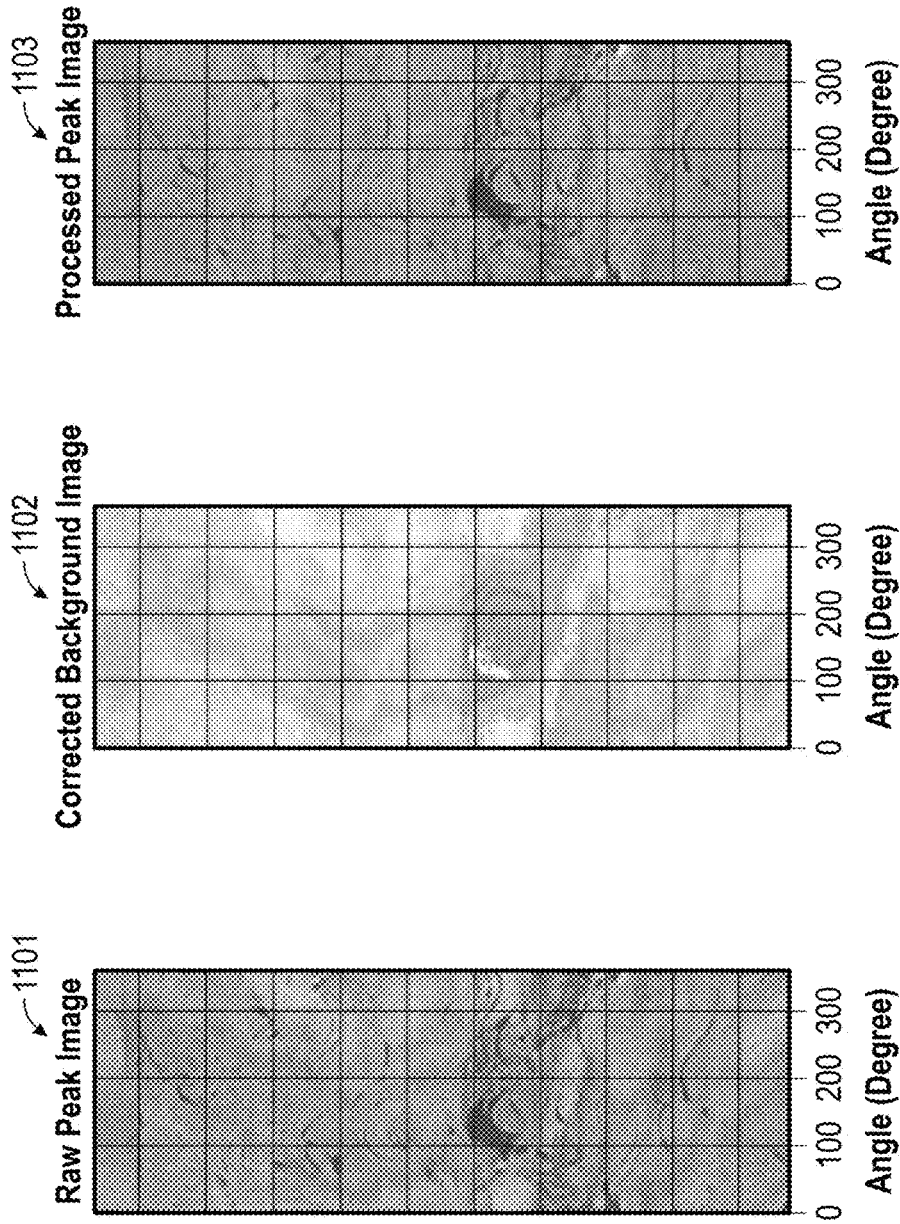 1101
Raw Peak Image
0 100 200 300
Angle (Degree)
1102
Corrected Background Image
0 100 200 300
Angle (Degree)
1103
Processed Peak Image
0 100 200 300
Angle (Degree)